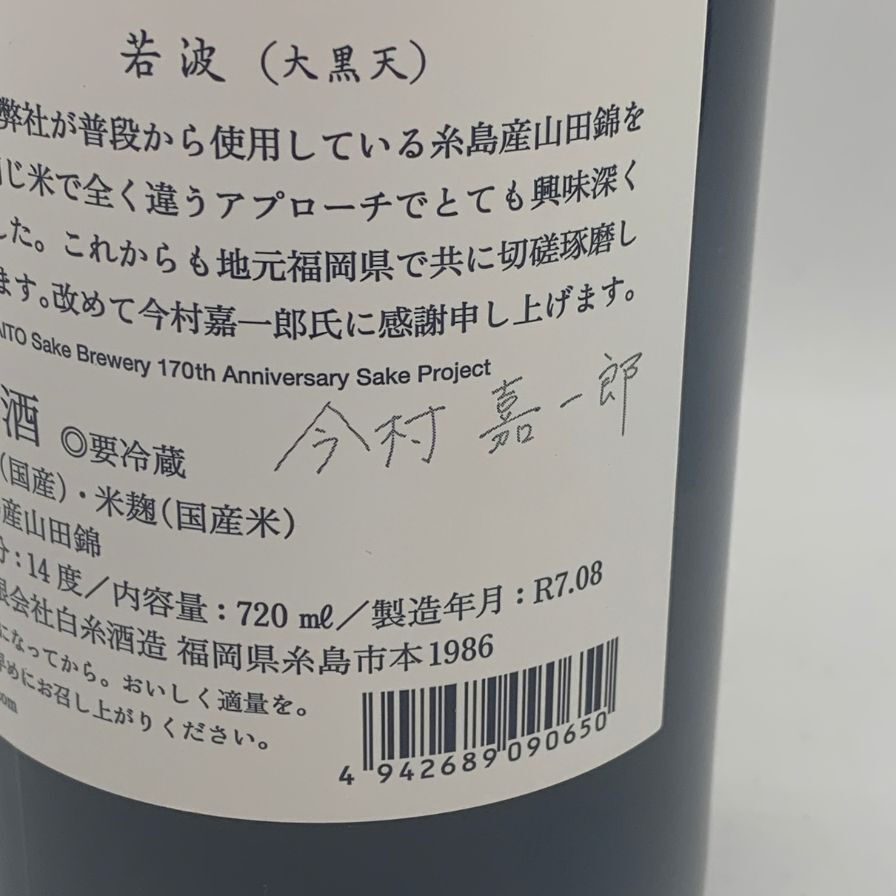 若波（大黒天）
弊社が普段から使用している糸島産山田錦を
じ米で全く違うアプローチでとても興味深く
した。これからも地元福岡県で共に切磋琢磨し
ます。改めて今村嘉一郎氏に感謝申し上げます。
AITO Sake Brewery 170th Anniversary Sake Project
今村 嘉一郎
酒 ◎要冷蔵
（国産）・米麹（国産米）
産山田錦
分：14度／内容量：720㎖／製造年月：R7.08
限会社白糸酒造 福岡県糸島市本1986
になってから。おいしく適量を。
早めにお召し上がりください。
com
4 942689 090650